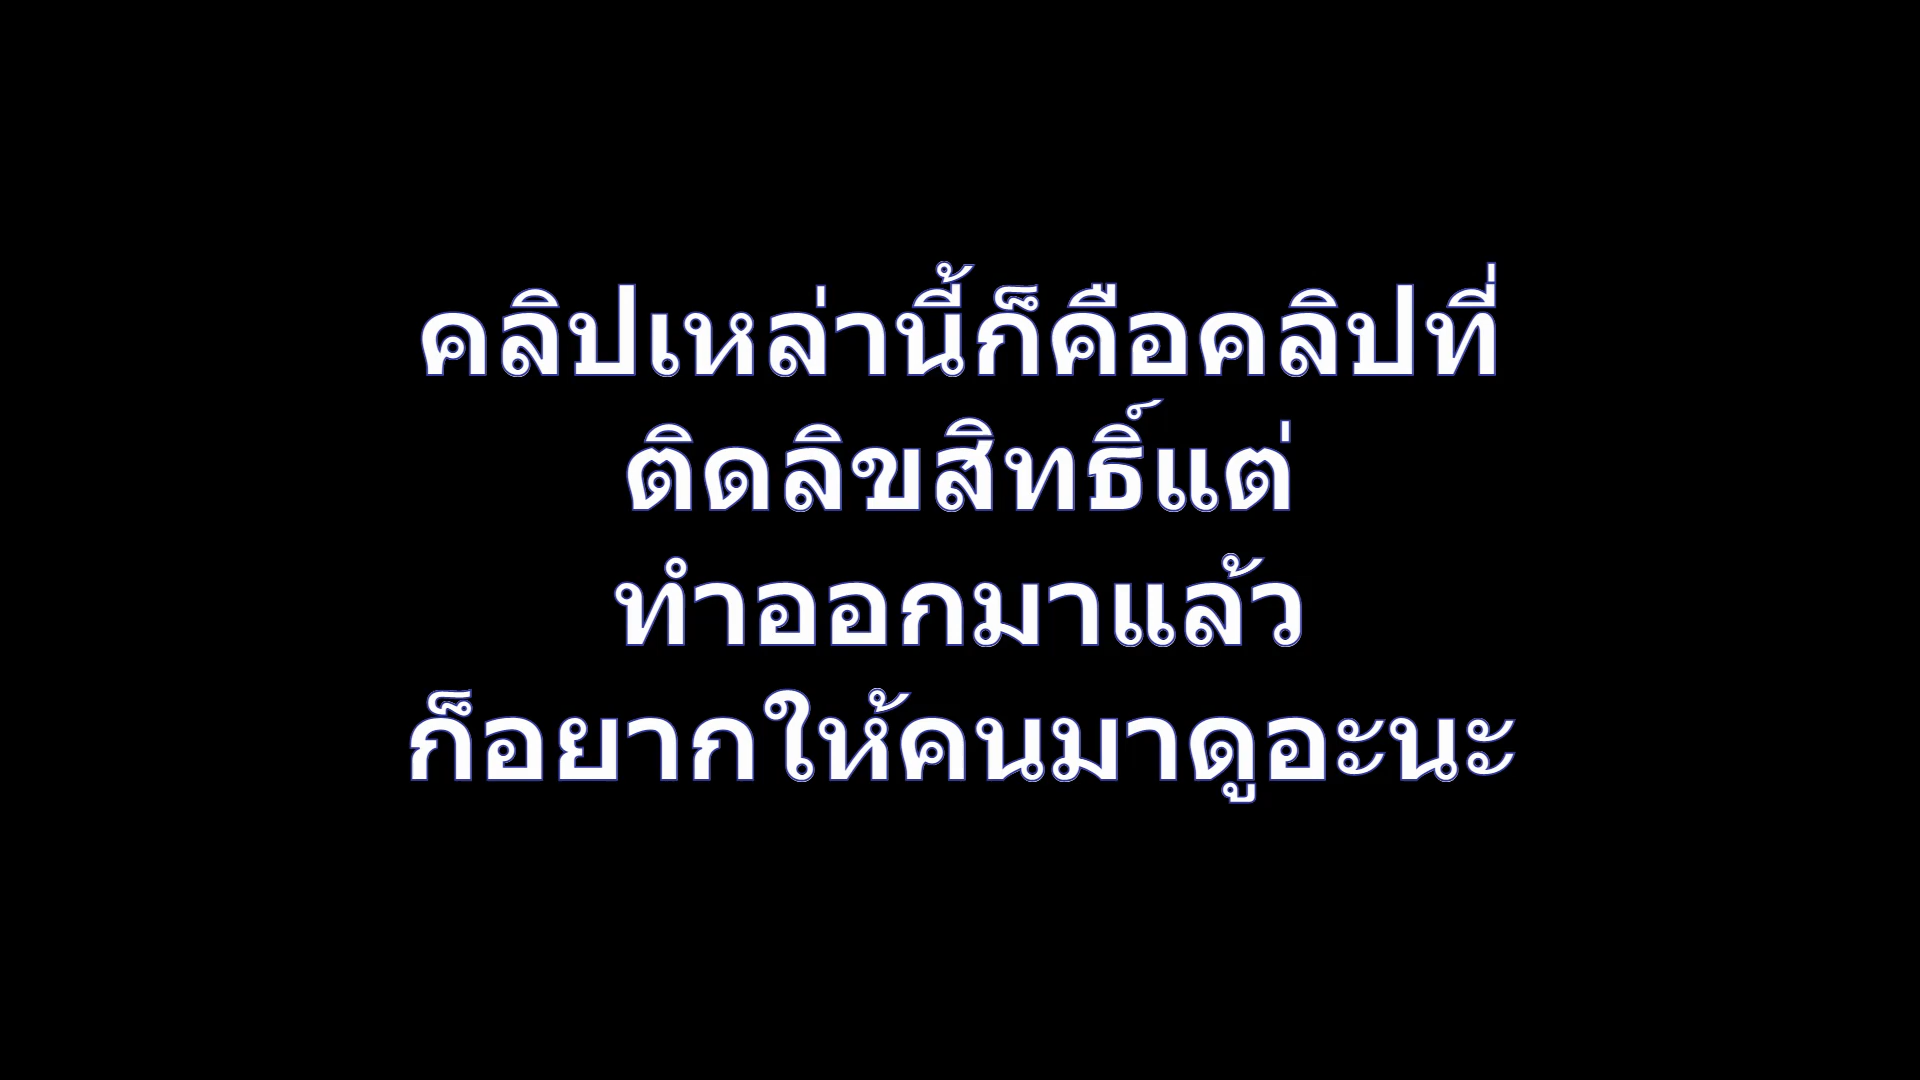 คลิปเหล่านี้ก็คือคลิปที่
ติดลิขสิทธิ์แต่
ทำออกมาแล้ว
ก็อยากให้คนมาดูอะนะ